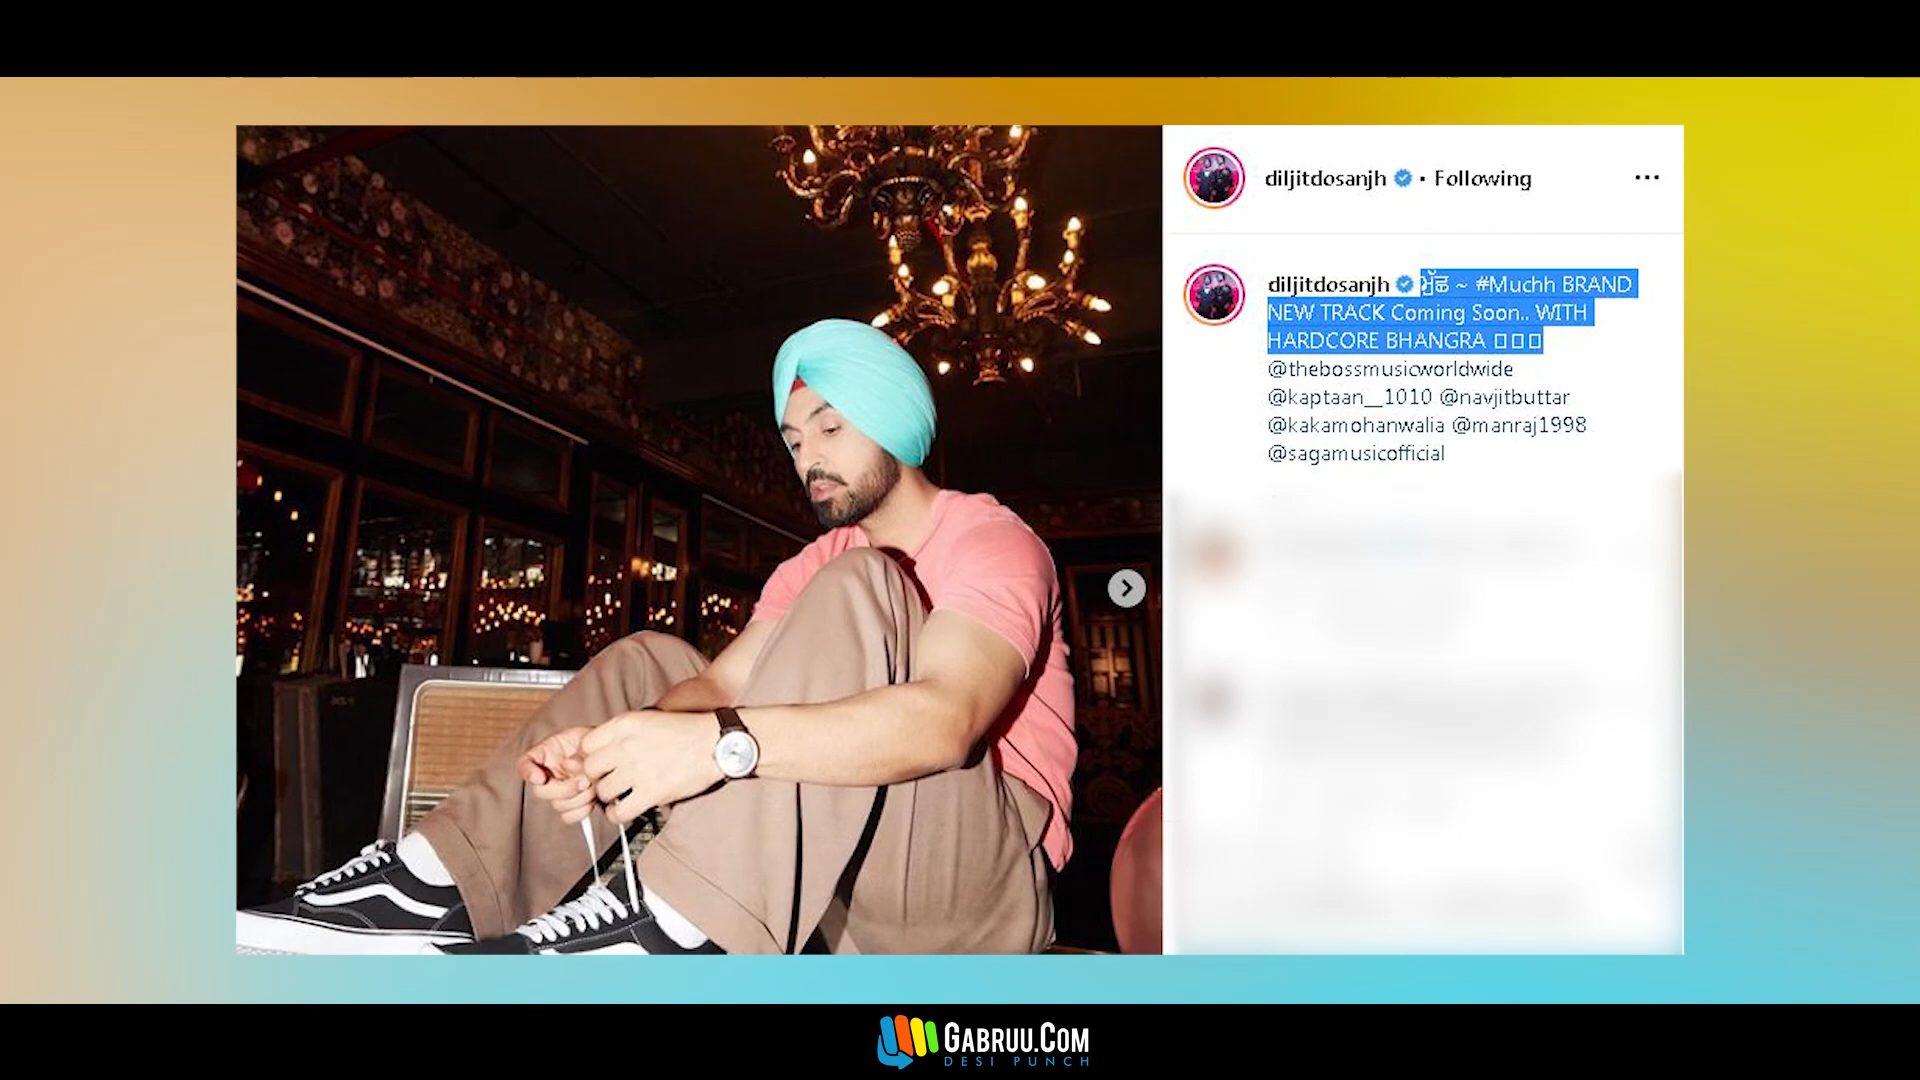 diljitdosanjh • Following
diljitdosanjh ਮੁੱਛ ~ #Muchh BRAND
NEW TRACK Coming Soon.. WITH
HARDCORE BHANGRA
@thebossmusicworldwide
@kaptaan__1010 @navjitbuttar
@kakamohanwalia @manraj1998
@sagamusicofficial
GABRUU.COM
DESI PUNCH